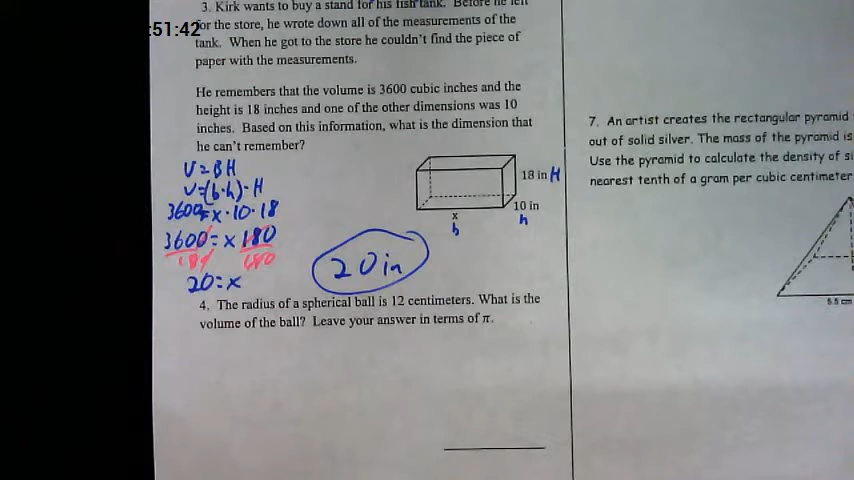 :51:42
3. Kirk wants to buy a stand for his fish tank. Before he left
for the store, he wrote down all of the measurements of the
tank. When he got to the store he couldn't find the piece of
paper with the measurements.
He remembers that the volume is 3600 cubic inches and the
height is 18 inches and one of the other dimensions was 10
inches. Based on this information, what is the dimension that
he can't remember?
V=BH
V=(b·h)·H
3600=x·10·18
3600=x 180
180 180
20=x
18 in H
10 in
h
x
b
20in
4. The radius of a spherical ball is 12 centimeters. What is the
volume of the ball? Leave your answer in terms of π.
7. An artist creates the rectangular pyramid
out of solid silver. The mass of the pyramid is
Use the pyramid to calculate the density of
nearest tenth of a gram per cubic centimeter
5.5 cm